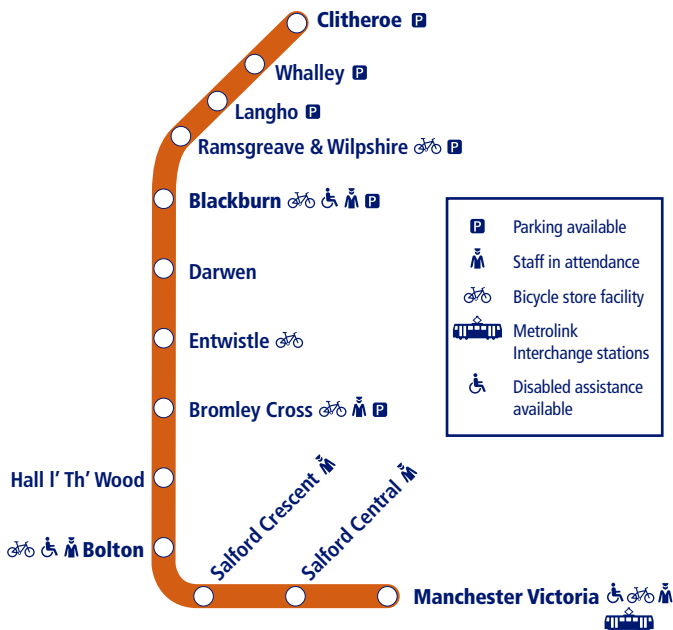 Clitheroe P
Whalley P
Langho P
Ramsgreave & Wilpshire P
Blackburn P
Darwen
Entwistle
Bromley Cross P
Hall l' Th' Wood
Bolton
Salford Crescent
Salford Central
Manchester Victoria
P Parking available
Staff in attendance
Bicycle store facility
Metrolink
Interchange stations
Disabled assistance
available